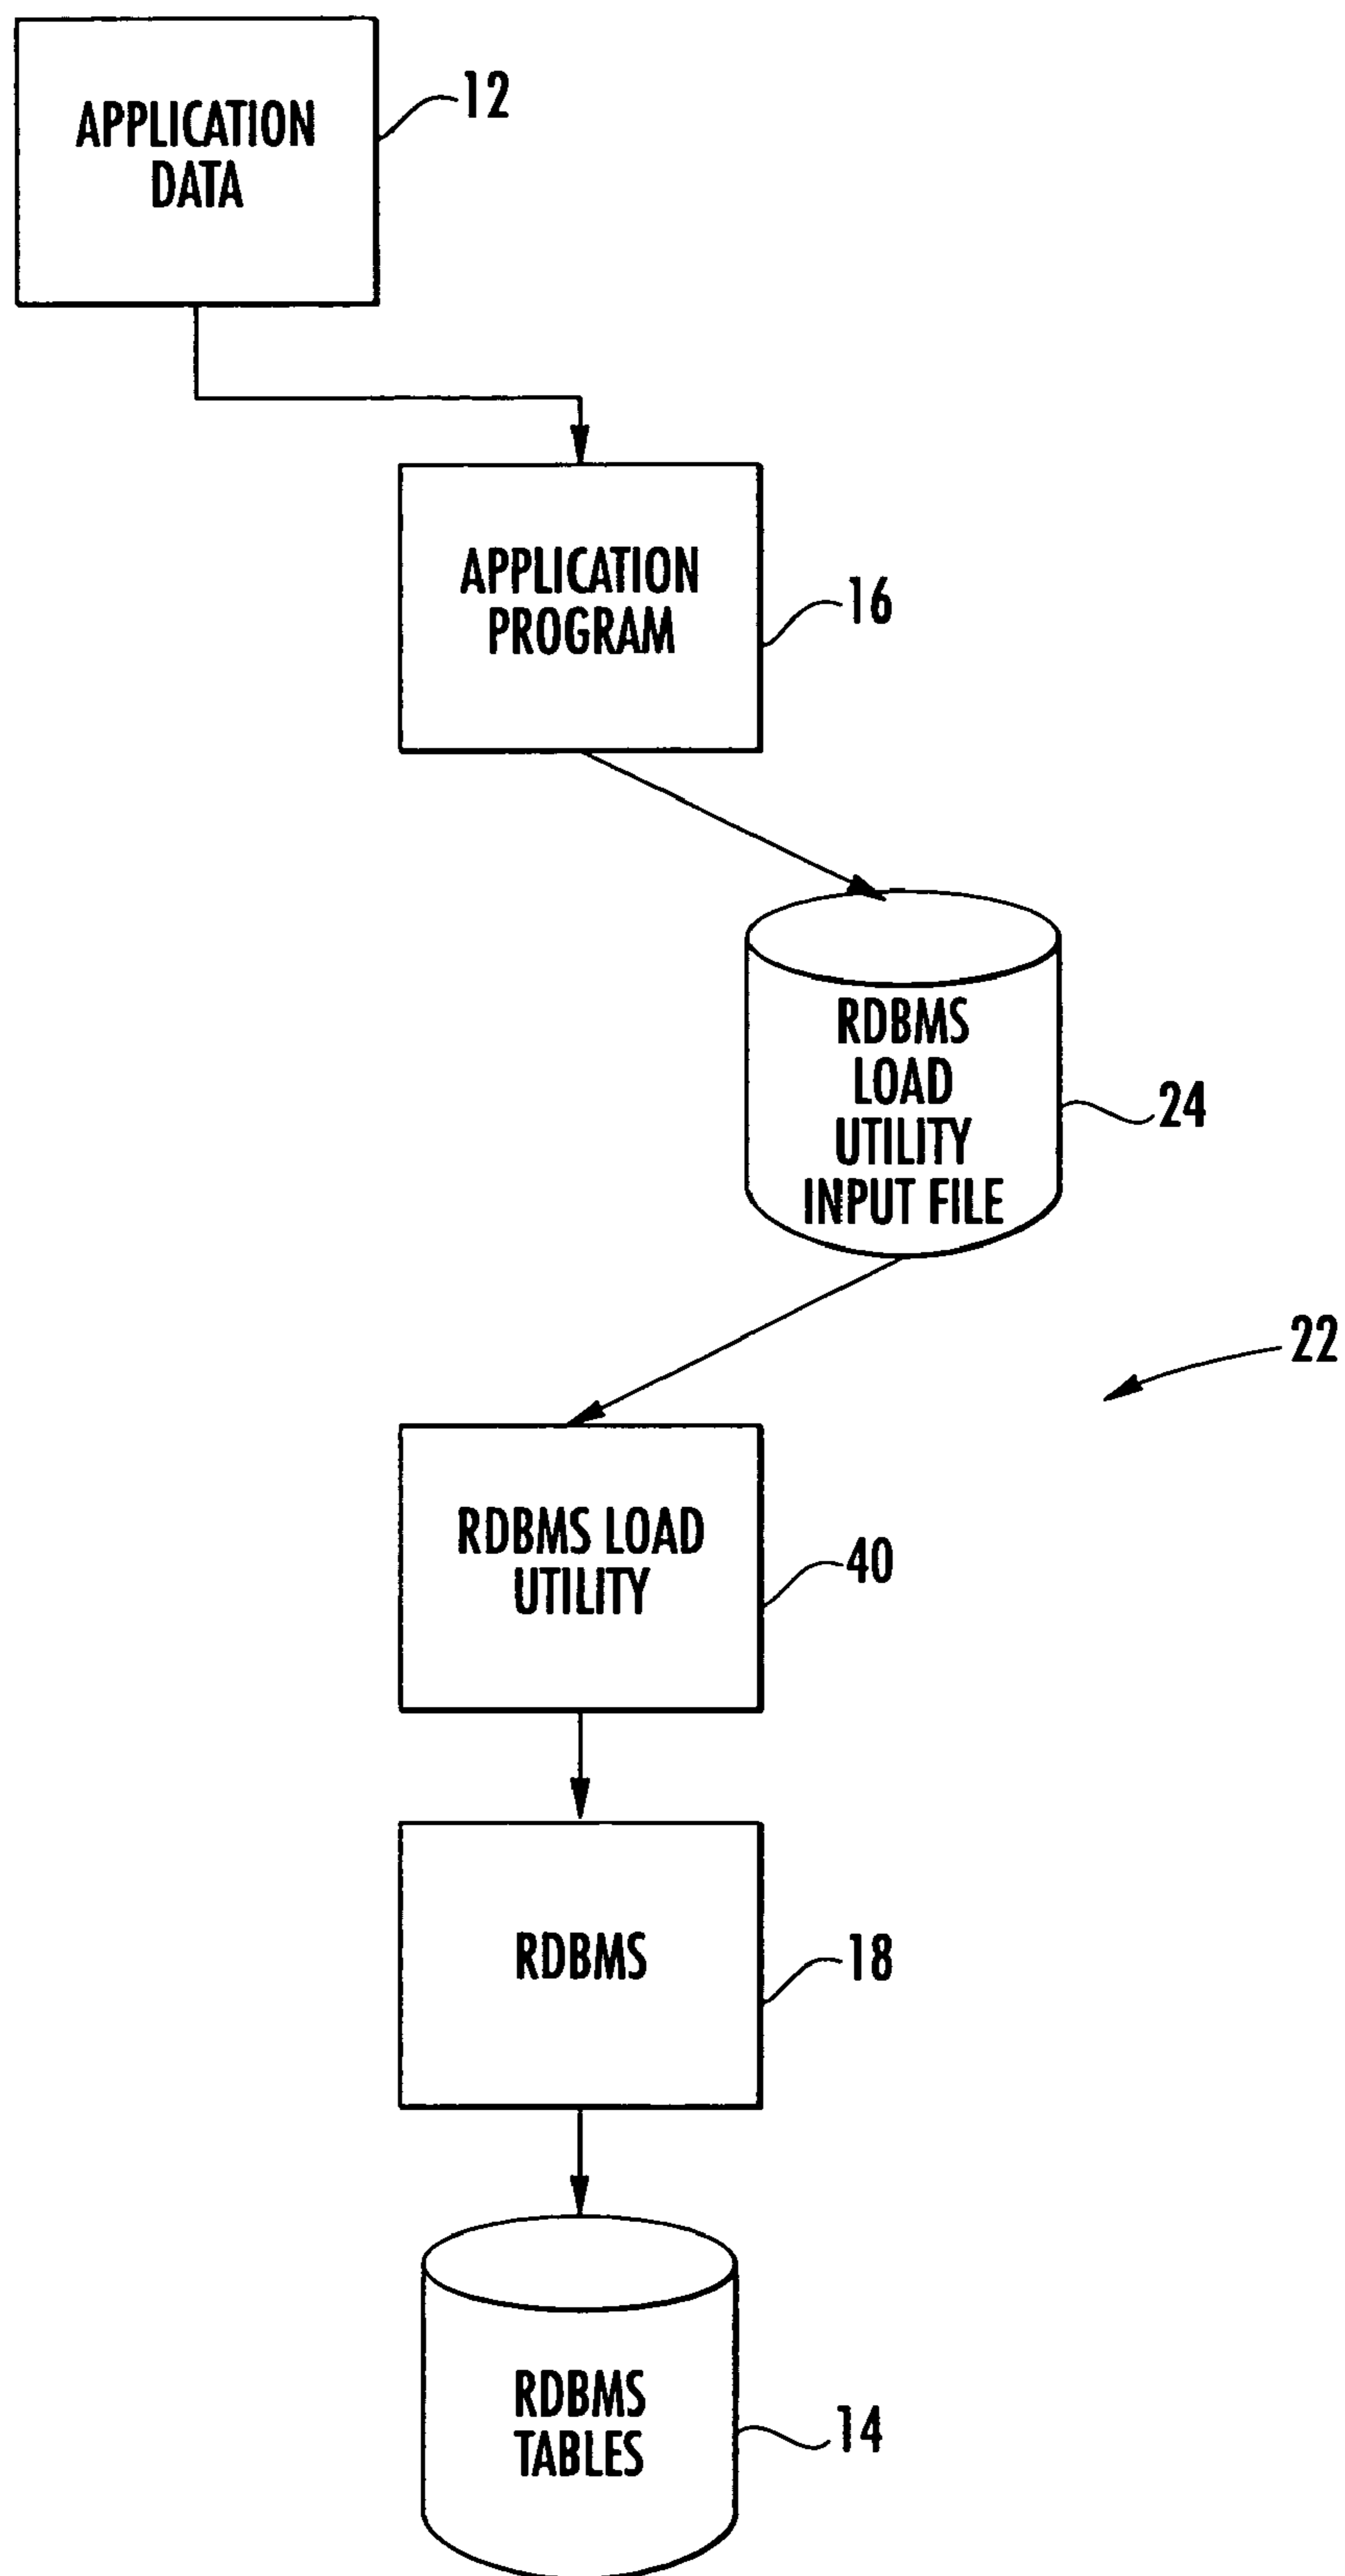 APPLICATION
DATA
12
APPLICATION
PROGRAM
16
RDBMS
LOAD
UTILITY
INPUT FILE
24
22
RDBMS LOAD
UTILITY
40
RDBMS
18
RDBMS
TABLES
14